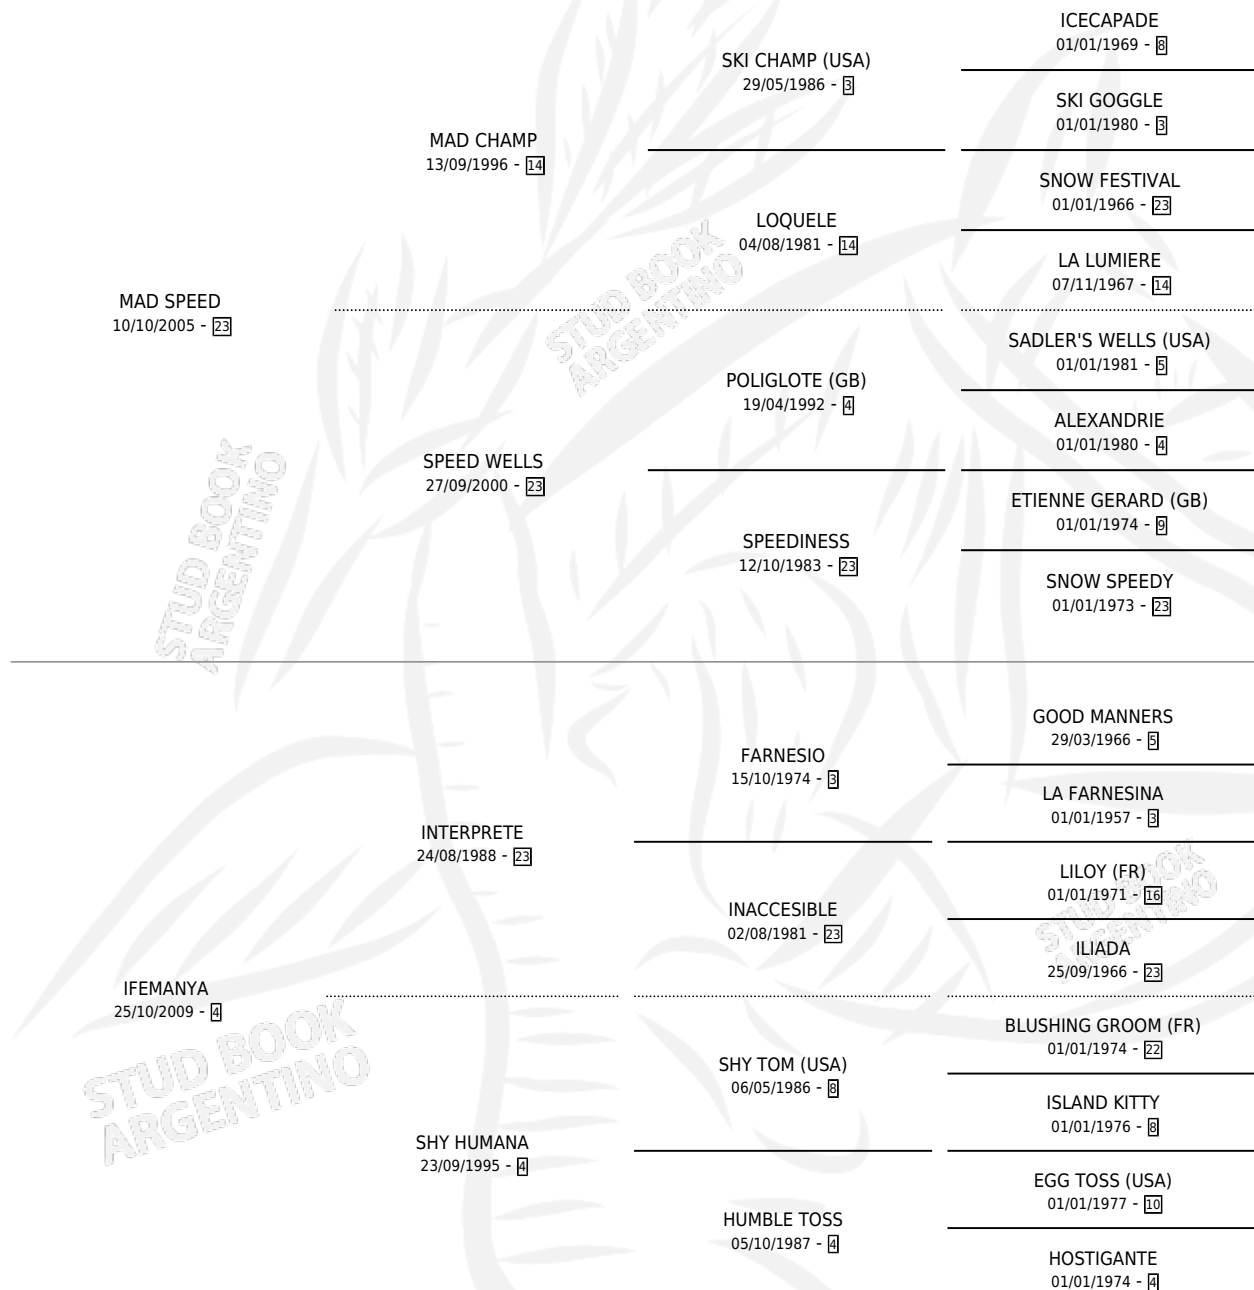 ICECAPADE
01/01/1969 - 8
SKI CHAMP (USA)
29/05/1986 - 3
SKI GOGGLE
01/01/1980 - 3
MAD CHAMP
13/09/1996 - 14
SNOW FESTIVAL
01/01/1966 - 23
LOQUELE
04/08/1981 - 14
LA LUMIERE
07/11/1967 - 14
MAD SPEED
10/10/2005 - 23
SADLER'S WELLS (USA)
01/01/1981 - 5
POLIGLOTE (GB)
19/04/1992 - 4
ALEXANDRIE
01/01/1980 - 4
SPEED WELLS
27/09/2000 - 23
ETIENNE GERARD (GB)
01/01/1974 - 9
SPEEDINESS
12/10/1983 - 23
SNOW SPEEDY
01/01/1973 - 23
GOOD MANNERS
29/03/1966 - 5
FARNESIO
15/10/1974 - 3
LA FARNESINA
01/01/1957 - 3
INTERPRETE
24/08/1988 - 23
LILOY (FR)
01/01/1971 - 16
INACCESIBLE
02/08/1981 - 23
ILIADA
25/09/1966 - 23
IFEMANYA
25/10/2009 - 4
BLUSHING GROOM (FR)
01/01/1974 - 22
SHY TOM (USA)
06/05/1986 - 8
ISLAND KITTY
01/01/1976 - 8
SHY HUMANA
23/09/1995 - 4
EGG TOSS (USA)
01/01/1977 - 10
HUMBLE TOSS
05/10/1987 - 4
HOSTIGANTE
01/01/1974 - 4
STUD BOOK
ARGENTINO
STUD BOOK
ARGENTINO
STUD BOOK
ARGENTINO
STUD BOOK
ARGENTINO